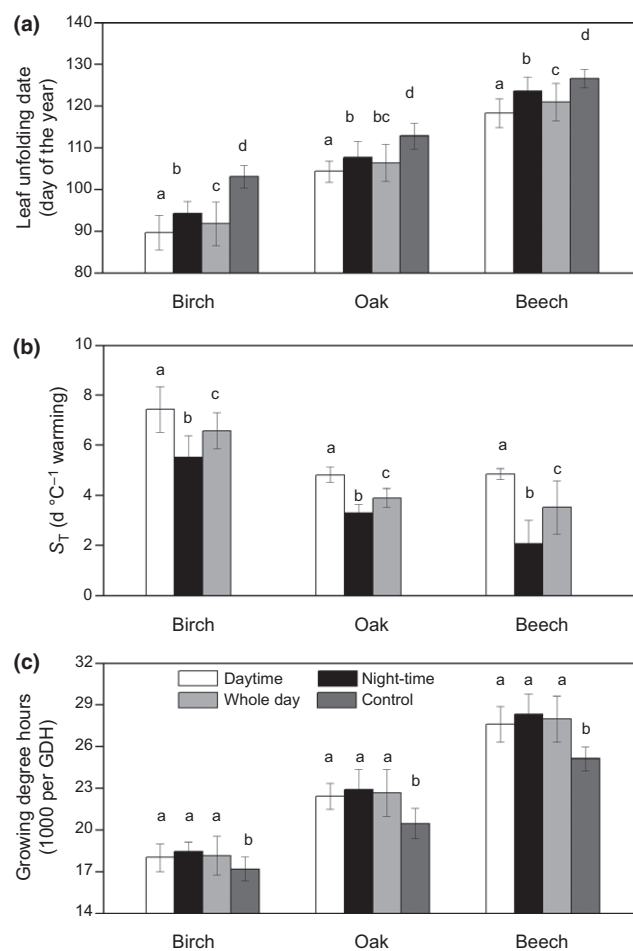 (a)
140
130
120
110
100
90
80
Leaf unfolding date
(day of the year)
a b c d
a b bc d
a b c d
Birch Oak Beech
(b)
10
8
6
4
2
0
S_T (d °C⁻¹ warming)
a b c
a b c
a b c
Birch Oak Beech
(c)
32
28
26
23
20
17
14
Growing degree hours
(1000 per GDH)
Daytime Night-time
Whole day Control
a a a b
a a a b
a a a b
Birch Oak Beech